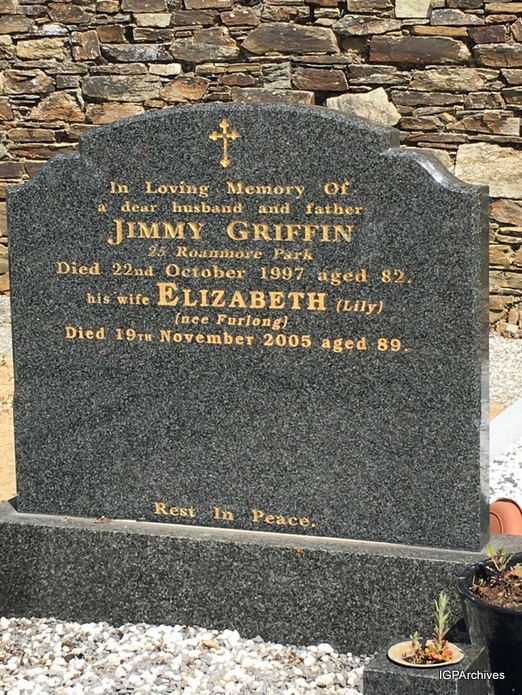 In Loving Memory Of
a dear husband and father
JIMMY GRIFFIN
25 Roanmore Park
Died 22nd October 1997 aged 82.
his wife ELIZABETH (Lily)
(nee Furlong)
Died 19TH November 2005 aged 89.
Rest In Peace.
IGPArchives